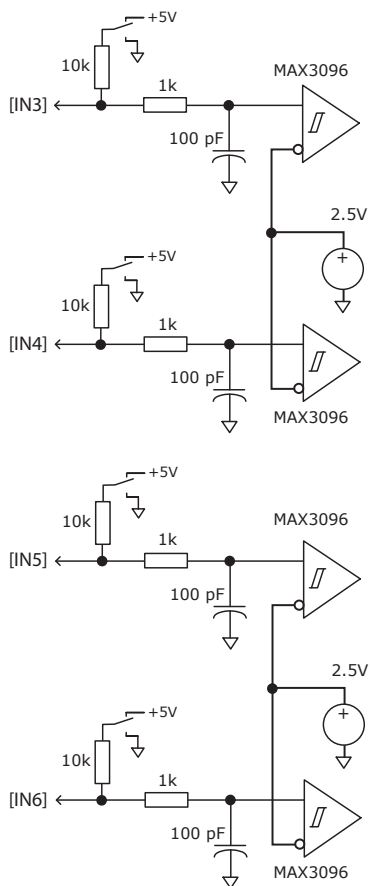 +5V
10k
MAX3096
1k
[IN3]
100 pF
2.5V
+5V
+
10k
1k
[IN4]
100 pF
MAX3096
+5V
10k
MAX3096
1k
[IN5]
100 pF
2.5V
+5V
+
10k
1k
[IN6]
100 pF
MAX3096